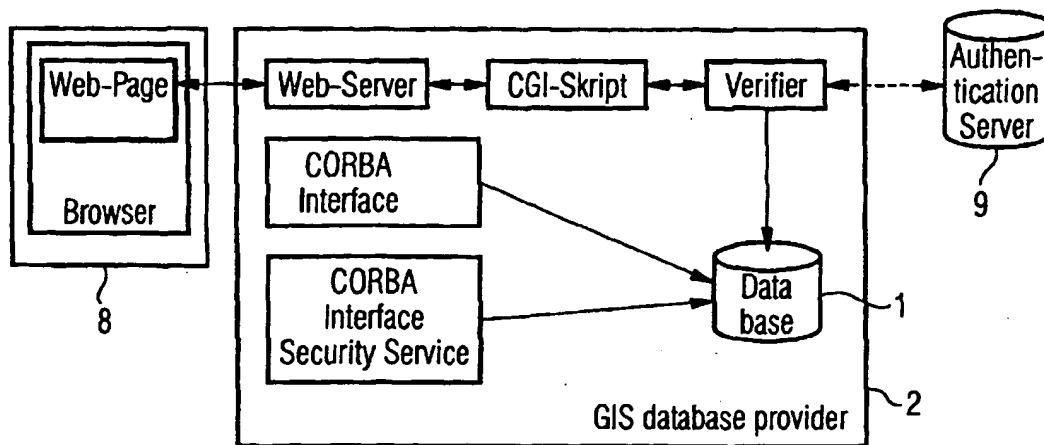 Web-Page
Browser
8
Web-Server
CGI-Skript
Verifier
Authen-
tication
Server
9
CORBA
Interface
CORBA
Interface
Security Service
Data
base
1
2
GIS database provider